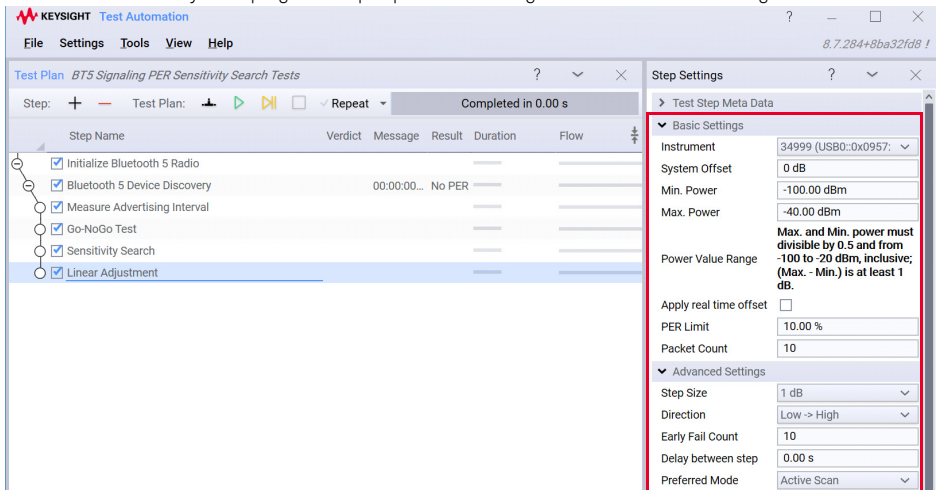 KEYSIGHT Test Automation
File Settings Tools View Help
8.7.284+8ba32fd8 !
Test Plan BT5 Signaling PER Sensitivity Search Tests
Step: Test Plan: Repeat Completed in 0.00 s
Step Name Verdict Message Result Duration Flow
Initialize Bluetooth 5 Radio
Bluetooth 5 Device Discovery 00:00:00... No PER
Measure Advertising Interval
Go-NoGo Test
Sensitivity Search
Linear Adjustment
Step Settings
Test Step Meta Data
Basic Settings
Instrument 34999 (USB0::0x0957:
System Offset 0 dB
Min. Power -100.00 dBm
Max. Power -40.00 dBm
Power Value Range Max. and Min. power must
divisible by 0.5 and from
-100 to -20 dBm, inclusive;
(Max. - Min.) is at least 1
dB.
Apply real time offset
PER Limit 10.00 %
Packet Count 10
Advanced Settings
Step Size 1 dB
Direction Low -> High
Early Fail Count 10
Delay between step 0.00 s
Preferred Mode Active Scan